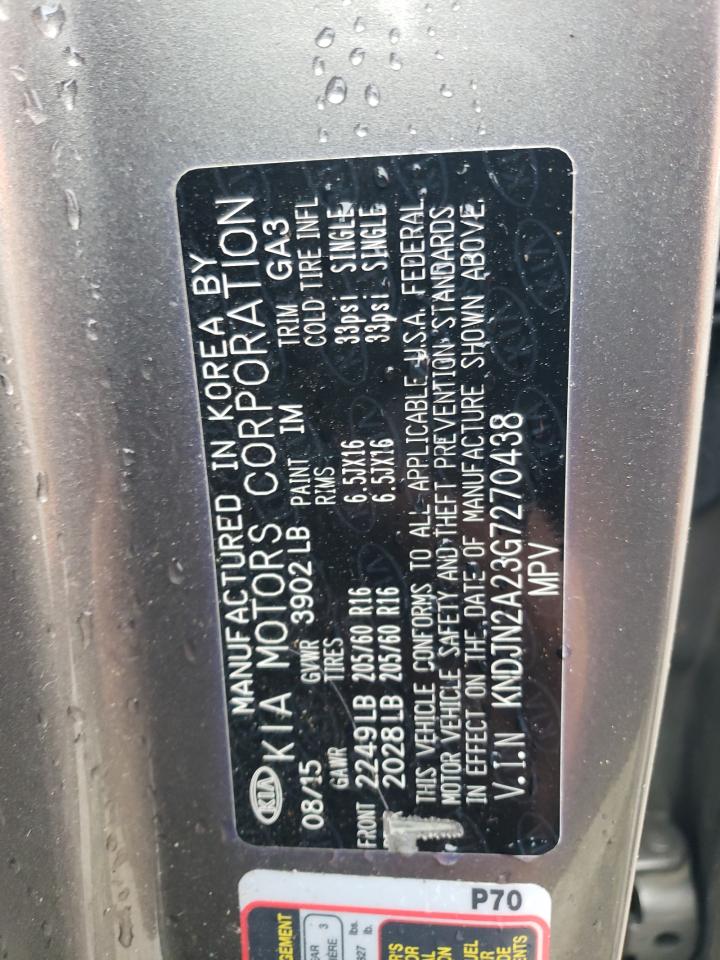 MANUFACTURED IN KOREA BY
KIA KIA MOTORS CORPORATION
08/15 GVWR 3902 LB PAINT IM TRIM GA3
GAWR TIRES RIMS COLD TIRE INFL
FRONT 2249LB 205/60 R16 6.5JX16 33psi SINGLE
2028LB 205/60 R16 6.5JX16 33psi SINGLE
THIS VEHICLE CONFORMS TO ALL APPLICABLE U.S.A. FEDERAL
MOTOR VEHICLE SAFETY AND THEFT PREVENTION STANDARDS
IN EFFECT ON THE DATE OF MANUFACTURE SHOWN ABOVE.
V.I.N KNDJN2A23G7270438
MPV
P70